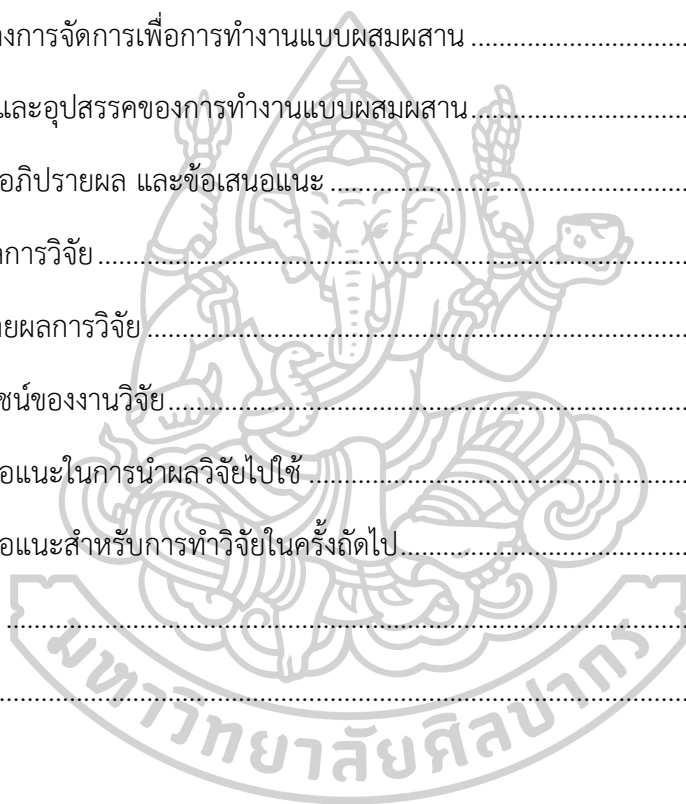 างการจัดการเพื่อการทำงานแบบผสมผสาน ................................
และอุปสรรคของการทำงานแบบผสมผสาน................................
อภิปรายผล และข้อเสนอแนะ ................................................
การวิจัย................................................................................
ายผลการวิจัย ........................................................................
ชน์ของงานวิจัย.....................................................................
อแนะในการนำผลวิจัยไปใช้ ...................................................
อแนะสำหรับการทำวิจัยในครั้งถัดไป......................................
............................................................................................
............................................................................................
มหาวิทยาลัยศิลปากร